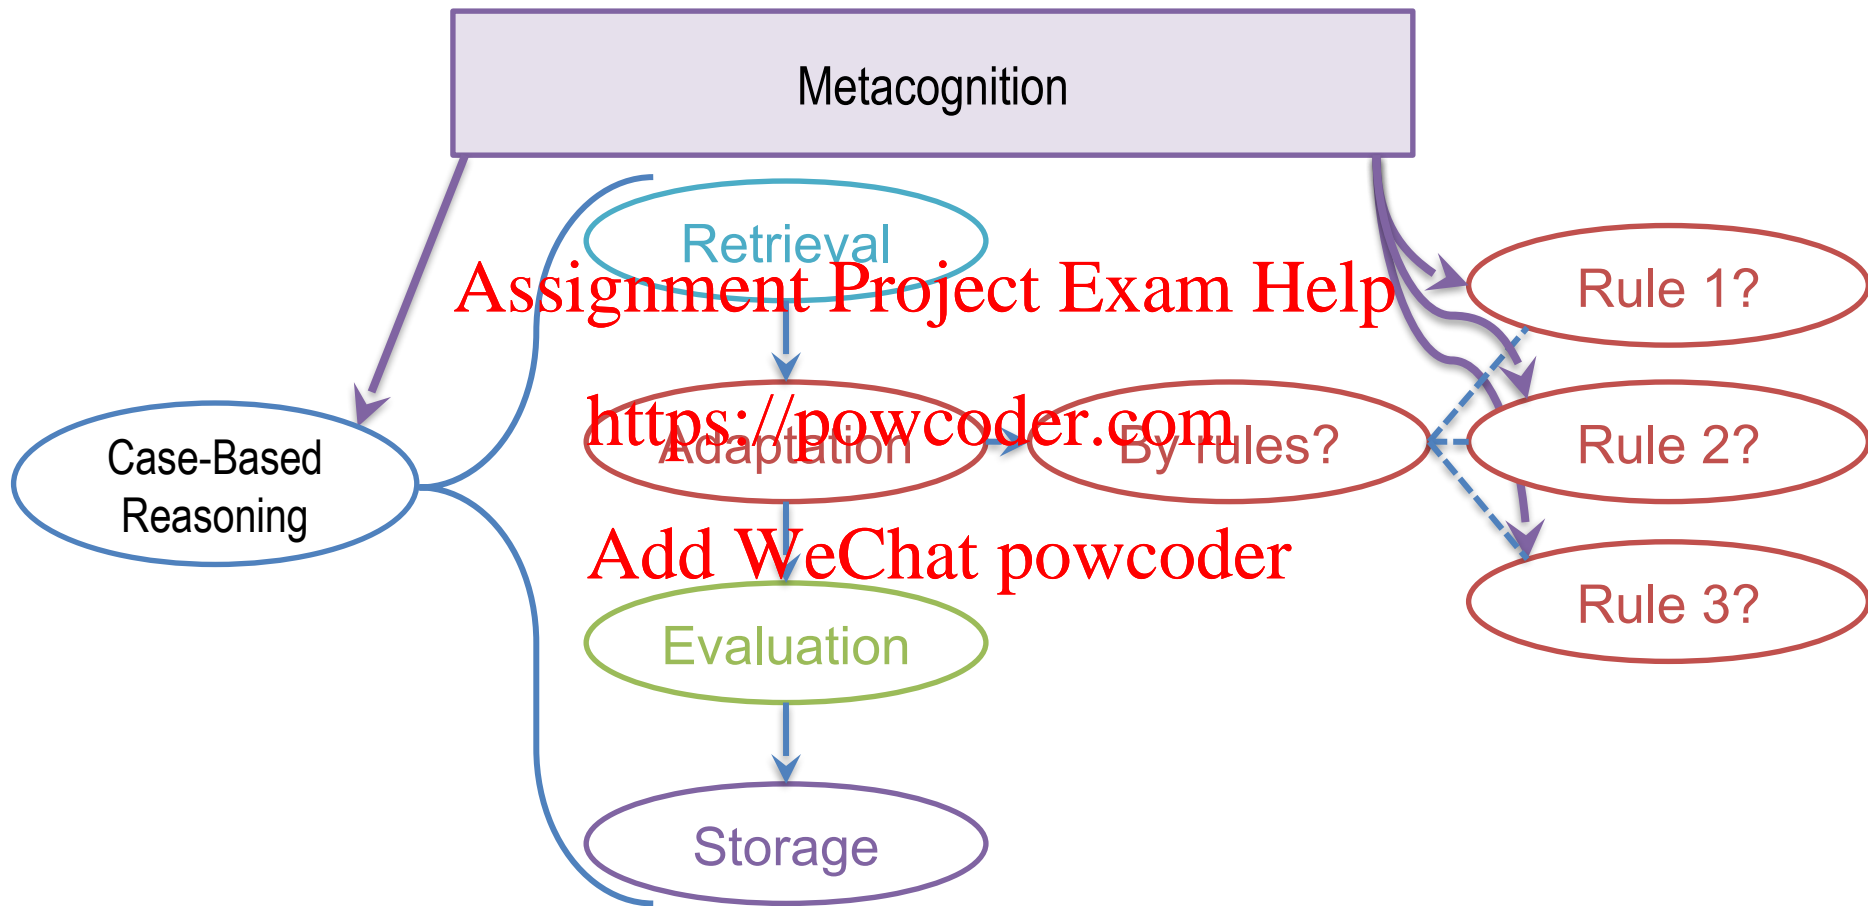 Metacognition
Retrieval
Assignment Project Exam Help
Rule 1?
https://powcoder.com
Adaptation
By rules?
Rule 2?
Case-Based
Reasoning
Add WeChat powcoder
Evaluation
Rule 3?
Storage